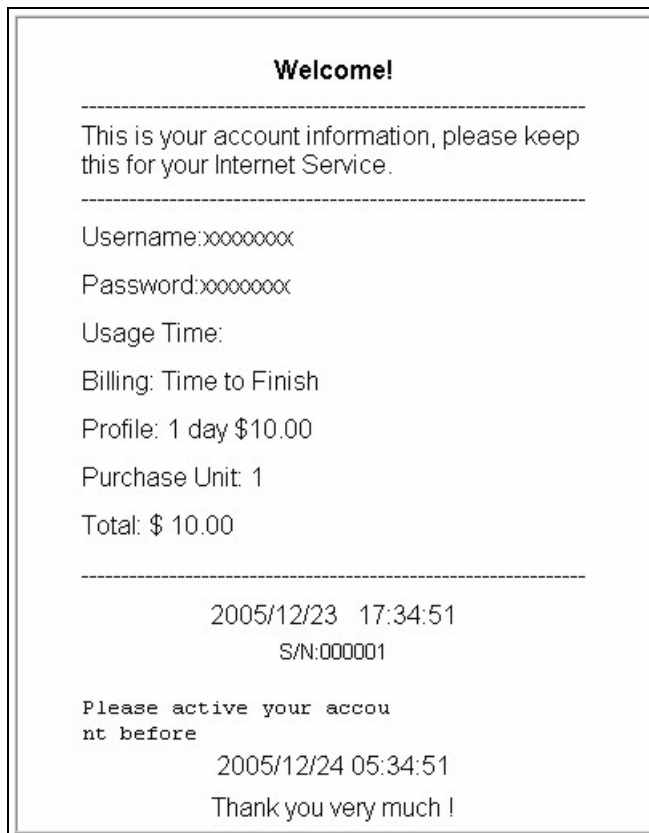 Welcome!
---------------------------------------------------------------
This is your account information, please keep
this for your Internet Service.
---------------------------------------------------------------
Username:xxxxxxxx
Password:xxxxxxxx
Usage Time:
Billing: Time to Finish
Profile: 1 day $10.00
Purchase Unit: 1
Total: $ 10.00
---------------------------------------------------------------
2005/12/23 17:34:51
S/N:000001
Please active your accou
nt before
2005/12/24 05:34:51
Thank you very much !